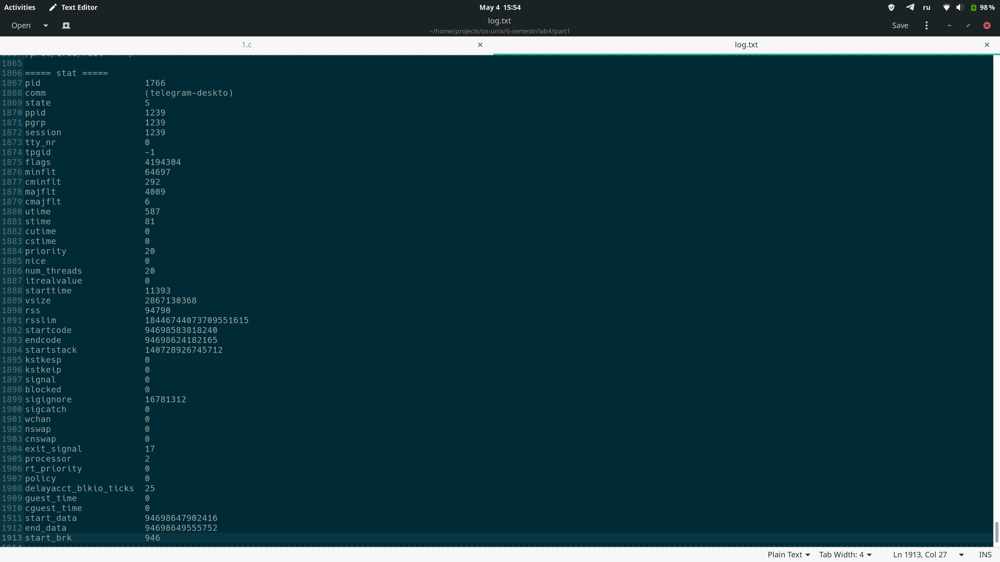 Activities Text Editor May 4 15:54 ru 98 %
Open log.txt Save
~/home/projects/os-unix/6-semestr/lab4/part1
1.c log.txt
1865
1866 ===== stat =====
1867 pid 1766
1868 comm (telegram-deskto)
1869 state S
1870 ppid 1239
1871 pgrp 1239
1872 session 1239
1873 tty_nr 0
1874 tpgid -1
1875 flags 4194304
1876 minflt 64697
1877 cminflt 292
1878 majflt 4009
1879 cmajflt 6
1880 utime 587
1881 stime 81
1882 cutime 0
1883 cstime 0
1884 priority 20
1885 nice 0
1886 num_threads 20
1887 itrealvalue 0
1888 starttime 11393
1889 vsize 2867130368
1890 rss 94790
1891 rsslim 18446744073709551615
1892 startcode 94698583818240
1893 endcode 94698624182165
1894 startstack 140728926745712
1895 kstkesp 0
1896 kstkeip 0
1897 signal 0
1898 blocked 0
1899 sigignore 16781312
1900 sigcatch 0
1901 wchan 0
1902 nswap 0
1903 cnswap 0
1904 exit_signal 17
1905 processor 2
1906 rt_priority 0
1907 policy 0
1908 delayacct_blkio_ticks 25
1909 guest_time 0
1910 cguest_time 0
1911 start_data 94698647902416
1912 end_data 94698649555752
1913 start_brk 946
Plain Text Tab Width: 4 Ln 1913, Col 27 INS